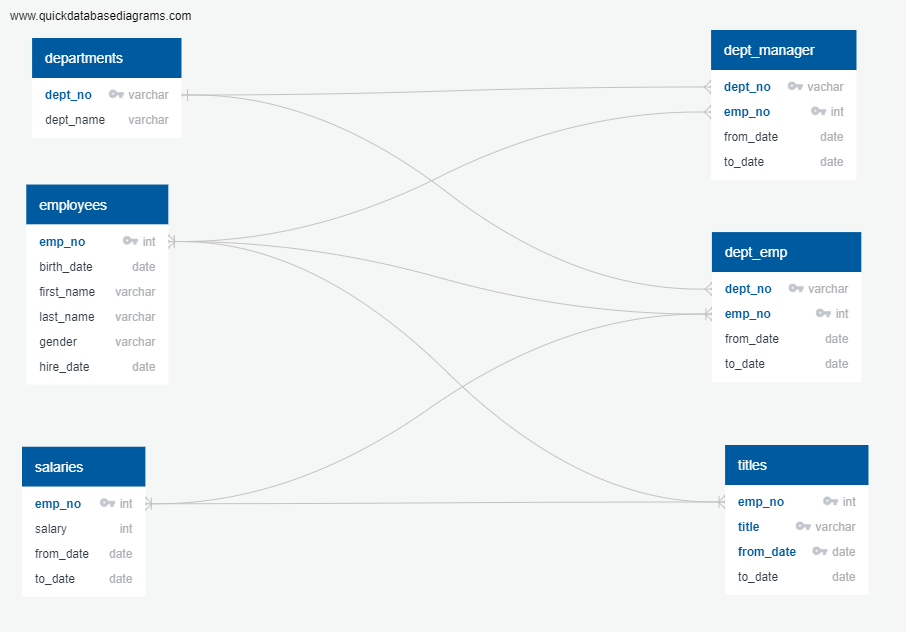 www.quickdatabasediagrams.com
departments
dept_no varchar
dept_name varchar
employees
emp_no int
birth_date date
first_name varchar
last_name varchar
gender varchar
hire_date date
salaries
emp_no int
salary int
from_date date
to_date date
dept_manager
dept_no vachar
emp_no int
from_date date
to_date date
dept_emp
dept_no varchar
emp_no int
from_date date
to_date date
titles
emp_no int
title varchar
from_date date
to_date date